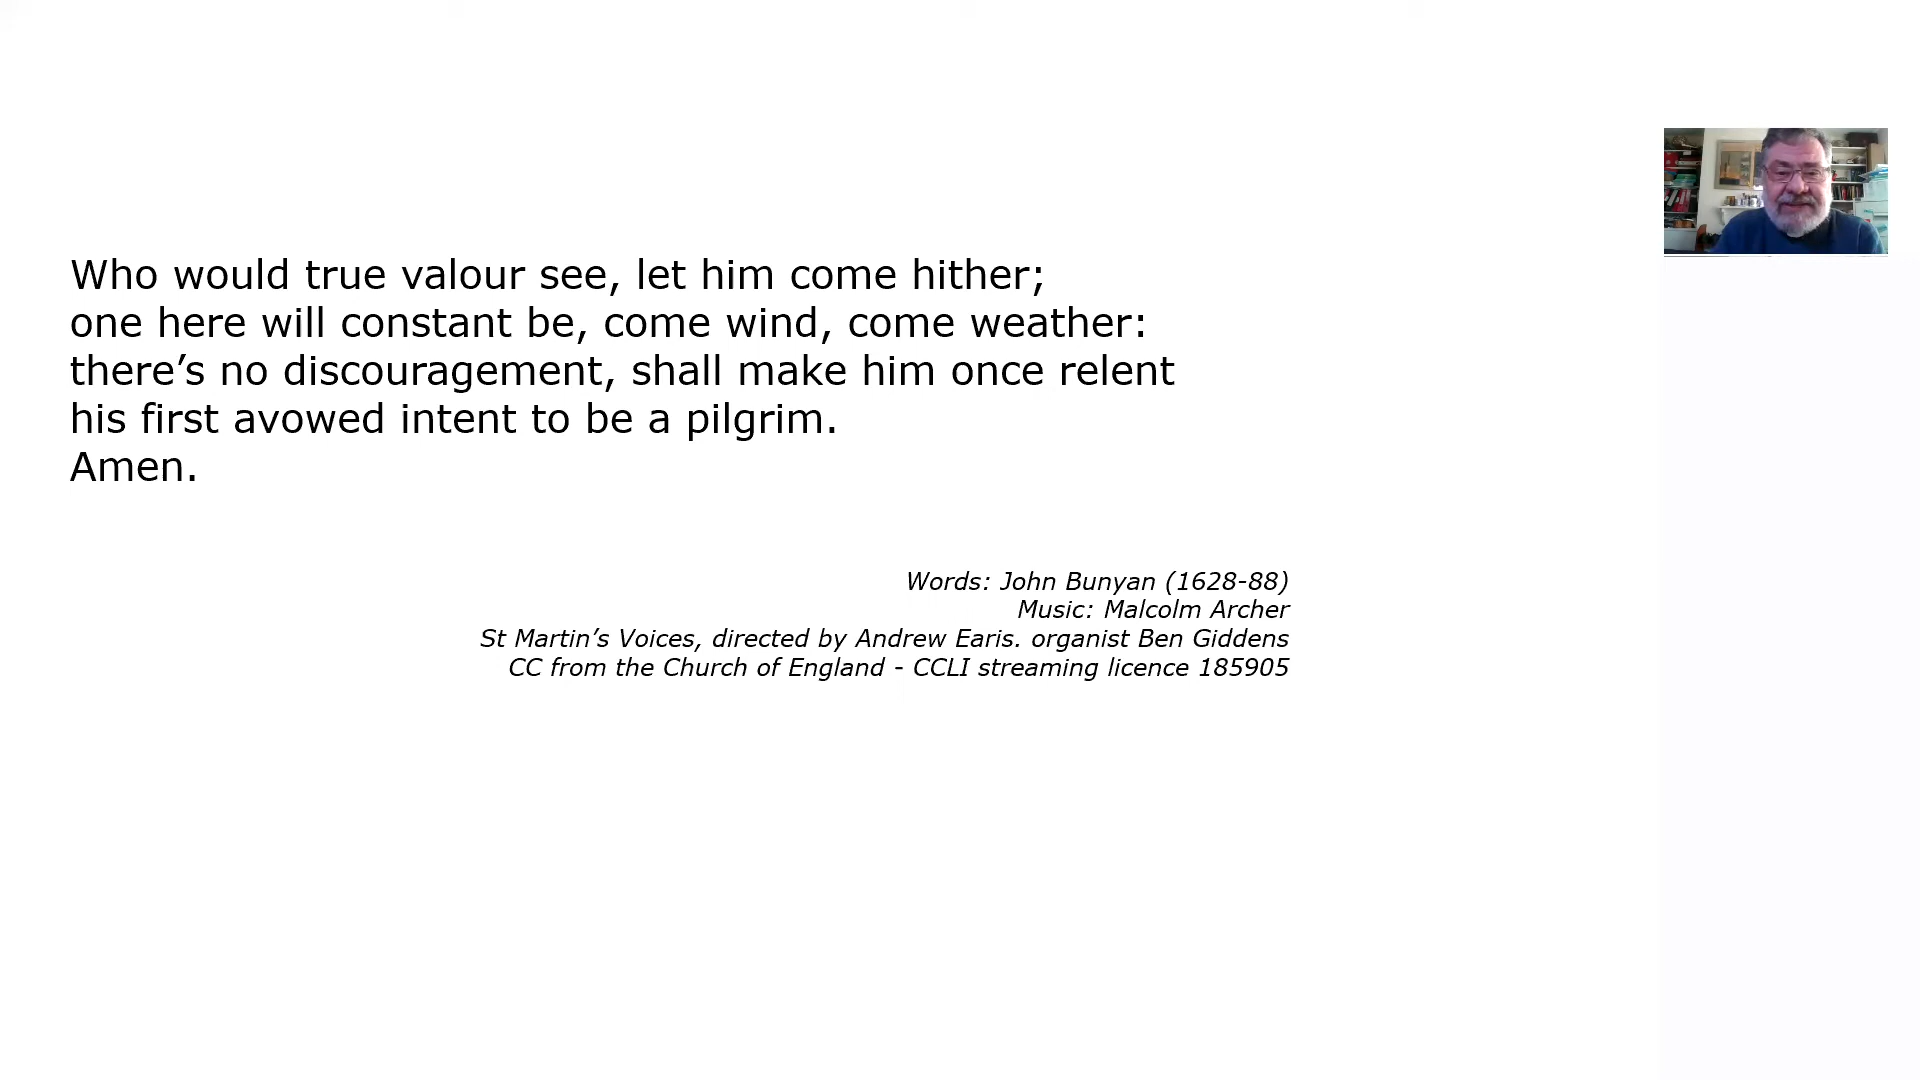 Who would true valour see, let him come hither;
one here will constant be, come wind, come weather:
there’s no discouragement, shall make him once relent
his first avowed intent to be a pilgrim.
Amen.
Words: John Bunyan (1628-88)
Music: Malcolm Archer
St Martin’s Voices, directed by Andrew Earis. organist Ben Giddens
CC from the Church of England - CCLI streaming licence 185905